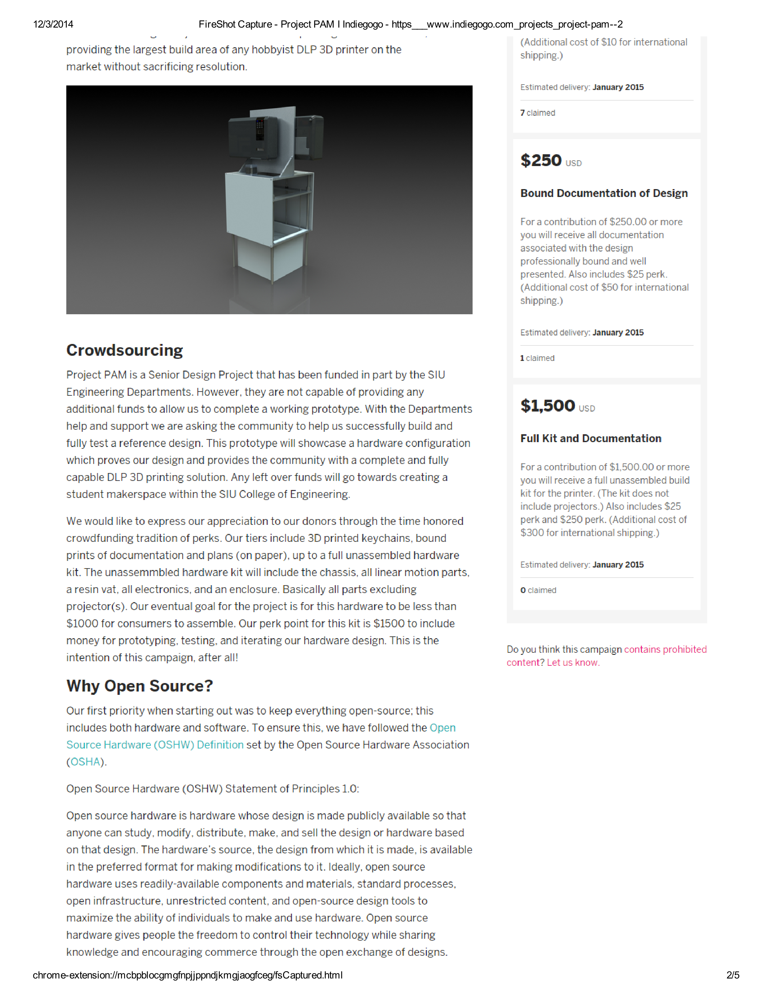 12/3/2014
FireShot Capture - Project PAM I Indiegogo - https___www.indiegogo.com_projects_project-pam--2
providing the largest build area of any hobbyist DLP 3D printer on the
market without sacrificing resolution.
Crowdsourcing
Project PAM is a Senior Design Project that has been funded in part by the SIU
Engineering Departments. However, they are not capable of providing any
additional funds to allow us to complete a working prototype. With the Departments
help and support we are asking the community to help us successfully build and
fully test a reference design. This prototype will showcase a hardware configuration
which proves our design and provides the community with a complete and fully
capable DLP 3D printing solution. Any left over funds will go towards creating a
student makerspace within the SIU College of Engineering.
We would like to express our appreciation to our donors through the time honored
crowdfunding tradition of perks. Our tiers include 3D printed keychains, bound
prints of documentation and plans (on paper), up to a full unassembled hardware
kit. The unassemmbled hardware kit will include the chassis, all linear motion parts,
a resin vat, all electronics, and an enclosure. Basically all parts excluding
projector(s). Our eventual goal for the project is for this hardware to be less than
$1000 for consumers to assemble. Our perk point for this kit is $1500 to include
money for prototyping, testing, and iterating our hardware design. This is the
intention of this campaign, after all!
Why Open Source?
Our first priority when starting out was to keep everything open-source; this
includes both hardware and software. To ensure this, we have followed the Open
Source Hardware (OSHW) Definition set by the Open Source Hardware Association
(OSHA).
Open Source Hardware (OSHW) Statement of Principles 1.0:
Open source hardware is hardware whose design is made publicly available so that
anyone can study, modify, distribute, make, and sell the design or hardware based
on that design. The hardware's source, the design from which it is made, is available
in the preferred format for making modifications to it. Ideally, open source
hardware uses readily-available components and materials, standard processes,
open infrastructure, unrestricted content, and open-source design tools to
maximize the ability of individuals to make and use hardware. Open source
hardware gives people the freedom to control their technology while sharing
knowledge and encouraging commerce through the open exchange of designs.
(Additional cost of $10 for international
shipping.)
Estimated delivery: January 2015
7 claimed
$250 USD
Bound Documentation of Design
For a contribution of $250.00 or more
you will receive all documentation
associated with the design
professionally bound and well
presented. Also includes $25 perk.
(Additional cost of $50 for international
shipping.)
Estimated delivery: January 2015
1 claimed
$1,500 USD
Full Kit and Documentation
For a contribution of $1,500.00 or more
you will receive a full unassembled build
kit for the printer. (The kit does not
include projectors.) Also includes $25
perk and $250 perk. (Additional cost of
$300 for international shipping.)
Estimated delivery: January 2015
0 claimed
Do you think this campaign contains prohibited
content? Let us know.
chrome-extension://mcbpblocgmgfnpjjppndjkmgjaogfceg/fsCaptured.html
2/5